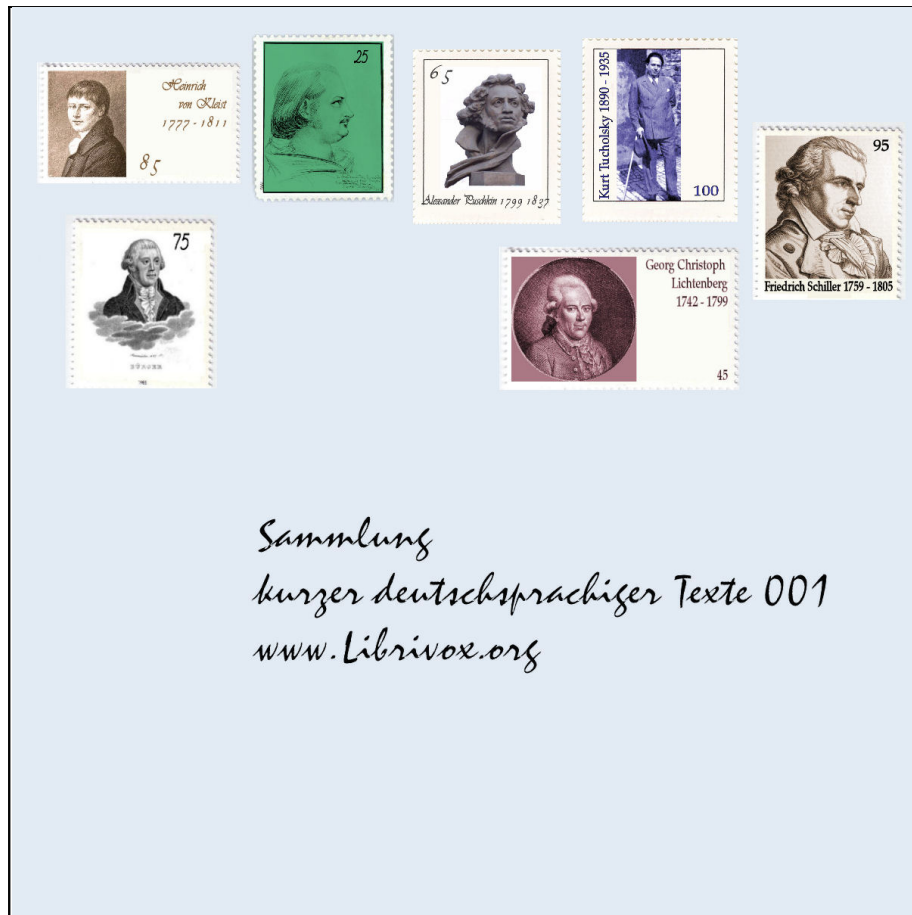 Heinrich
von Kleist
1777 - 1811
85
25
65
Alexander Puschkin 1799 1837
Kurt Tucholsky 1890 - 1935
100
95
Friedrich Schiller 1759 - 1805
75
BÜRGER
Georg Christoph
Lichtenberg
1742 - 1799
45
Sammlung
kurzer deutschsprachiger Texte 001
www.Librivox.org